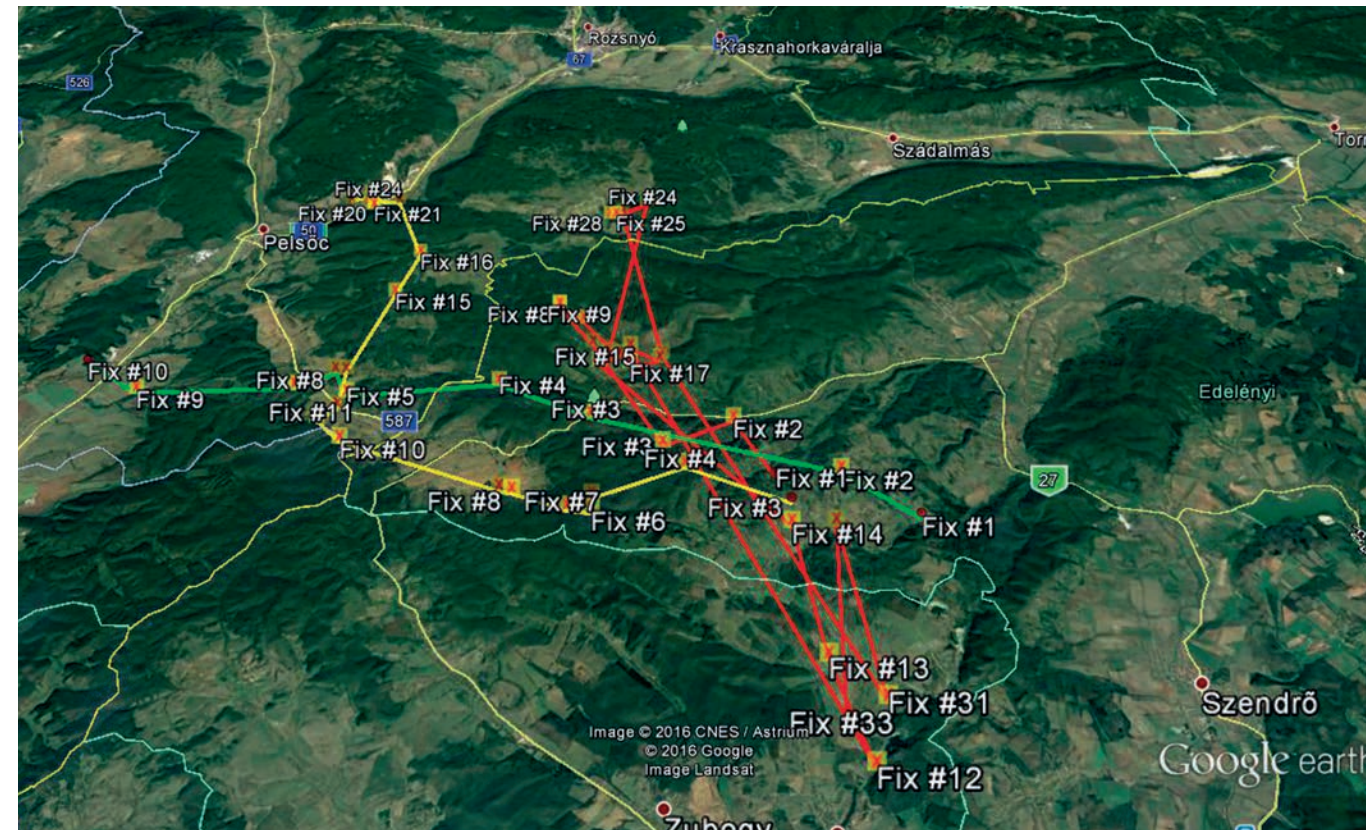 Rozsnyó
Krasznahorkaváralja
67
526
Szádalmás
Torn
Fix #24
Fix #20
Fix #21
50
Pelsőc
Fix #24
Fix #28
Fix #25
Fix #16
Fix #15
Fix #8
Fix #9
Fix #15
Fix #17
Fix #10
Fix #9
Fix #8
Fix #5
Fix #4
Fix #11
587
Fix #3
Fix #10
Fix #2
Fix #3
Fix #4
Edelényi
27
Fix #1
Fix #2
Fix #8
Fix #7
Fix #6
Fix #3
Fix #14
Fix #1
Fix #13
Fix #31
Fix #33
Fix #12
Szendrő
Image © 2016 CNES / Astrium
© 2016 Google
Image Landsat
Google earth
Zubogy